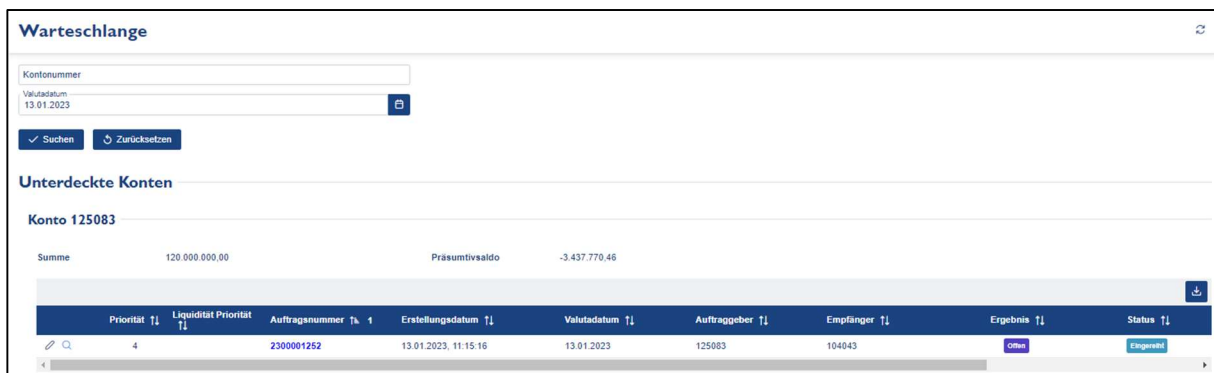 Warteschlange
Kontonummer
Valutadatum
13.01.2023
Suchen Zurücksetzen
Unterdeckte Konten
Konto 125083
Summe 120.000.000,00 Präsumtivsaldo -3.437.770,46
Priorität Liquidität Priorität Auftragsnummer 1 Erstellungsdatum Valutadatum Auftraggeber Empfänger Ergebnis Status
4 2300001252 13.01.2023, 11:15:16 13.01.2023 125083 104043 Offen Eingereiht